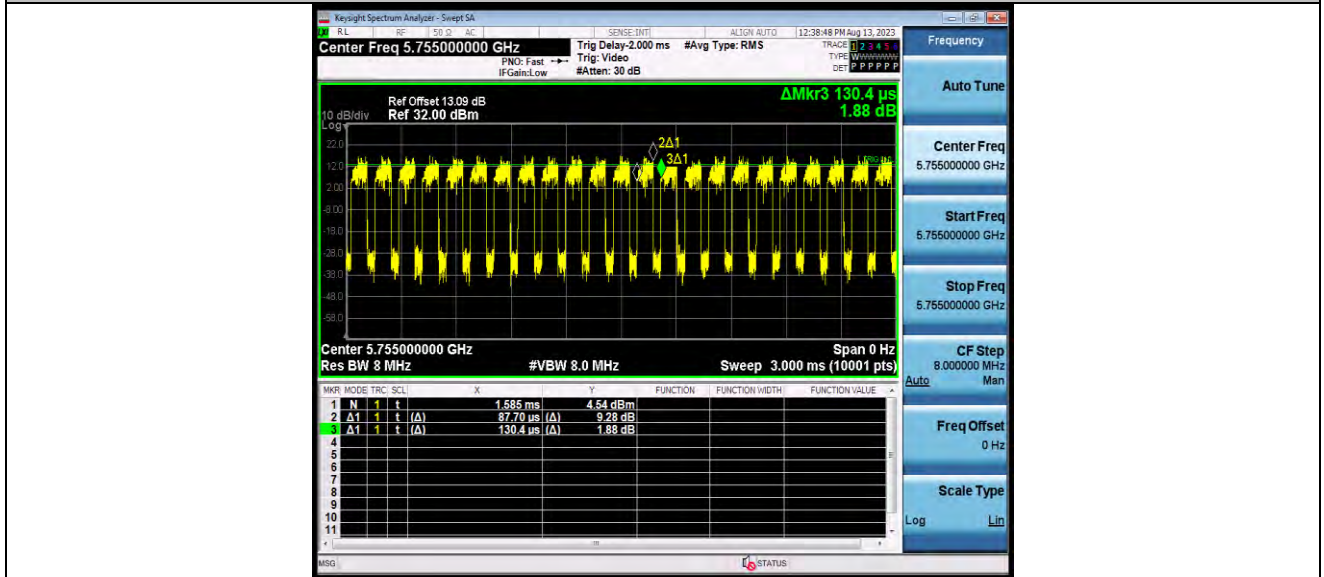 Keysight Spectrum Analyzer - Swept SA
RL RF 50 Ω AC SENSE:INT ALIGN AUTO 12:38:48 PM Aug 13, 2023
Center Freq 5.755000000 GHz Trig Delay-2.000 ms #Avg Type: RMS TRACE 1 2 3 4 5 6
PNO: Fast Trig: Video TYPE W
IFGain:Low #Atten: 30 dB DET P P P P P P
Frequency
ΔMkr3 130.4 µs
1.88 dB
Ref Offset 13.09 dB
10 dB/div Ref 32.00 dBm
Log
22.0
12.0
2.00
-8.00
-18.0
-28.0
-38.0
-48.0
-58.0
2Δ1
3Δ1
Center 5.755000000 GHz Span 0 Hz
Res BW 8 MHz #VBW 8.0 MHz Sweep 3.000 ms (10001 pts)
MKR MODE TRC SCL X Y FUNCTION FUNCTION WIDTH FUNCTION VALUE
1 N 1 t 1.585 ms 4.54 dBm
2 Δ1 1 t (Δ) 87.70 µs (Δ) 9.28 dB
3 Δ1 1 t (Δ) 130.4 µs (Δ) 1.88 dB
4
5
6
7
8
9
10
11
MSG STATUS
Auto Tune
Center Freq
5.755000000 GHz
Start Freq
5.755000000 GHz
Stop Freq
5.755000000 GHz
CF Step
8.000000 MHz
Auto Man
Freq Offset
0 Hz
Scale Type
Log Lin